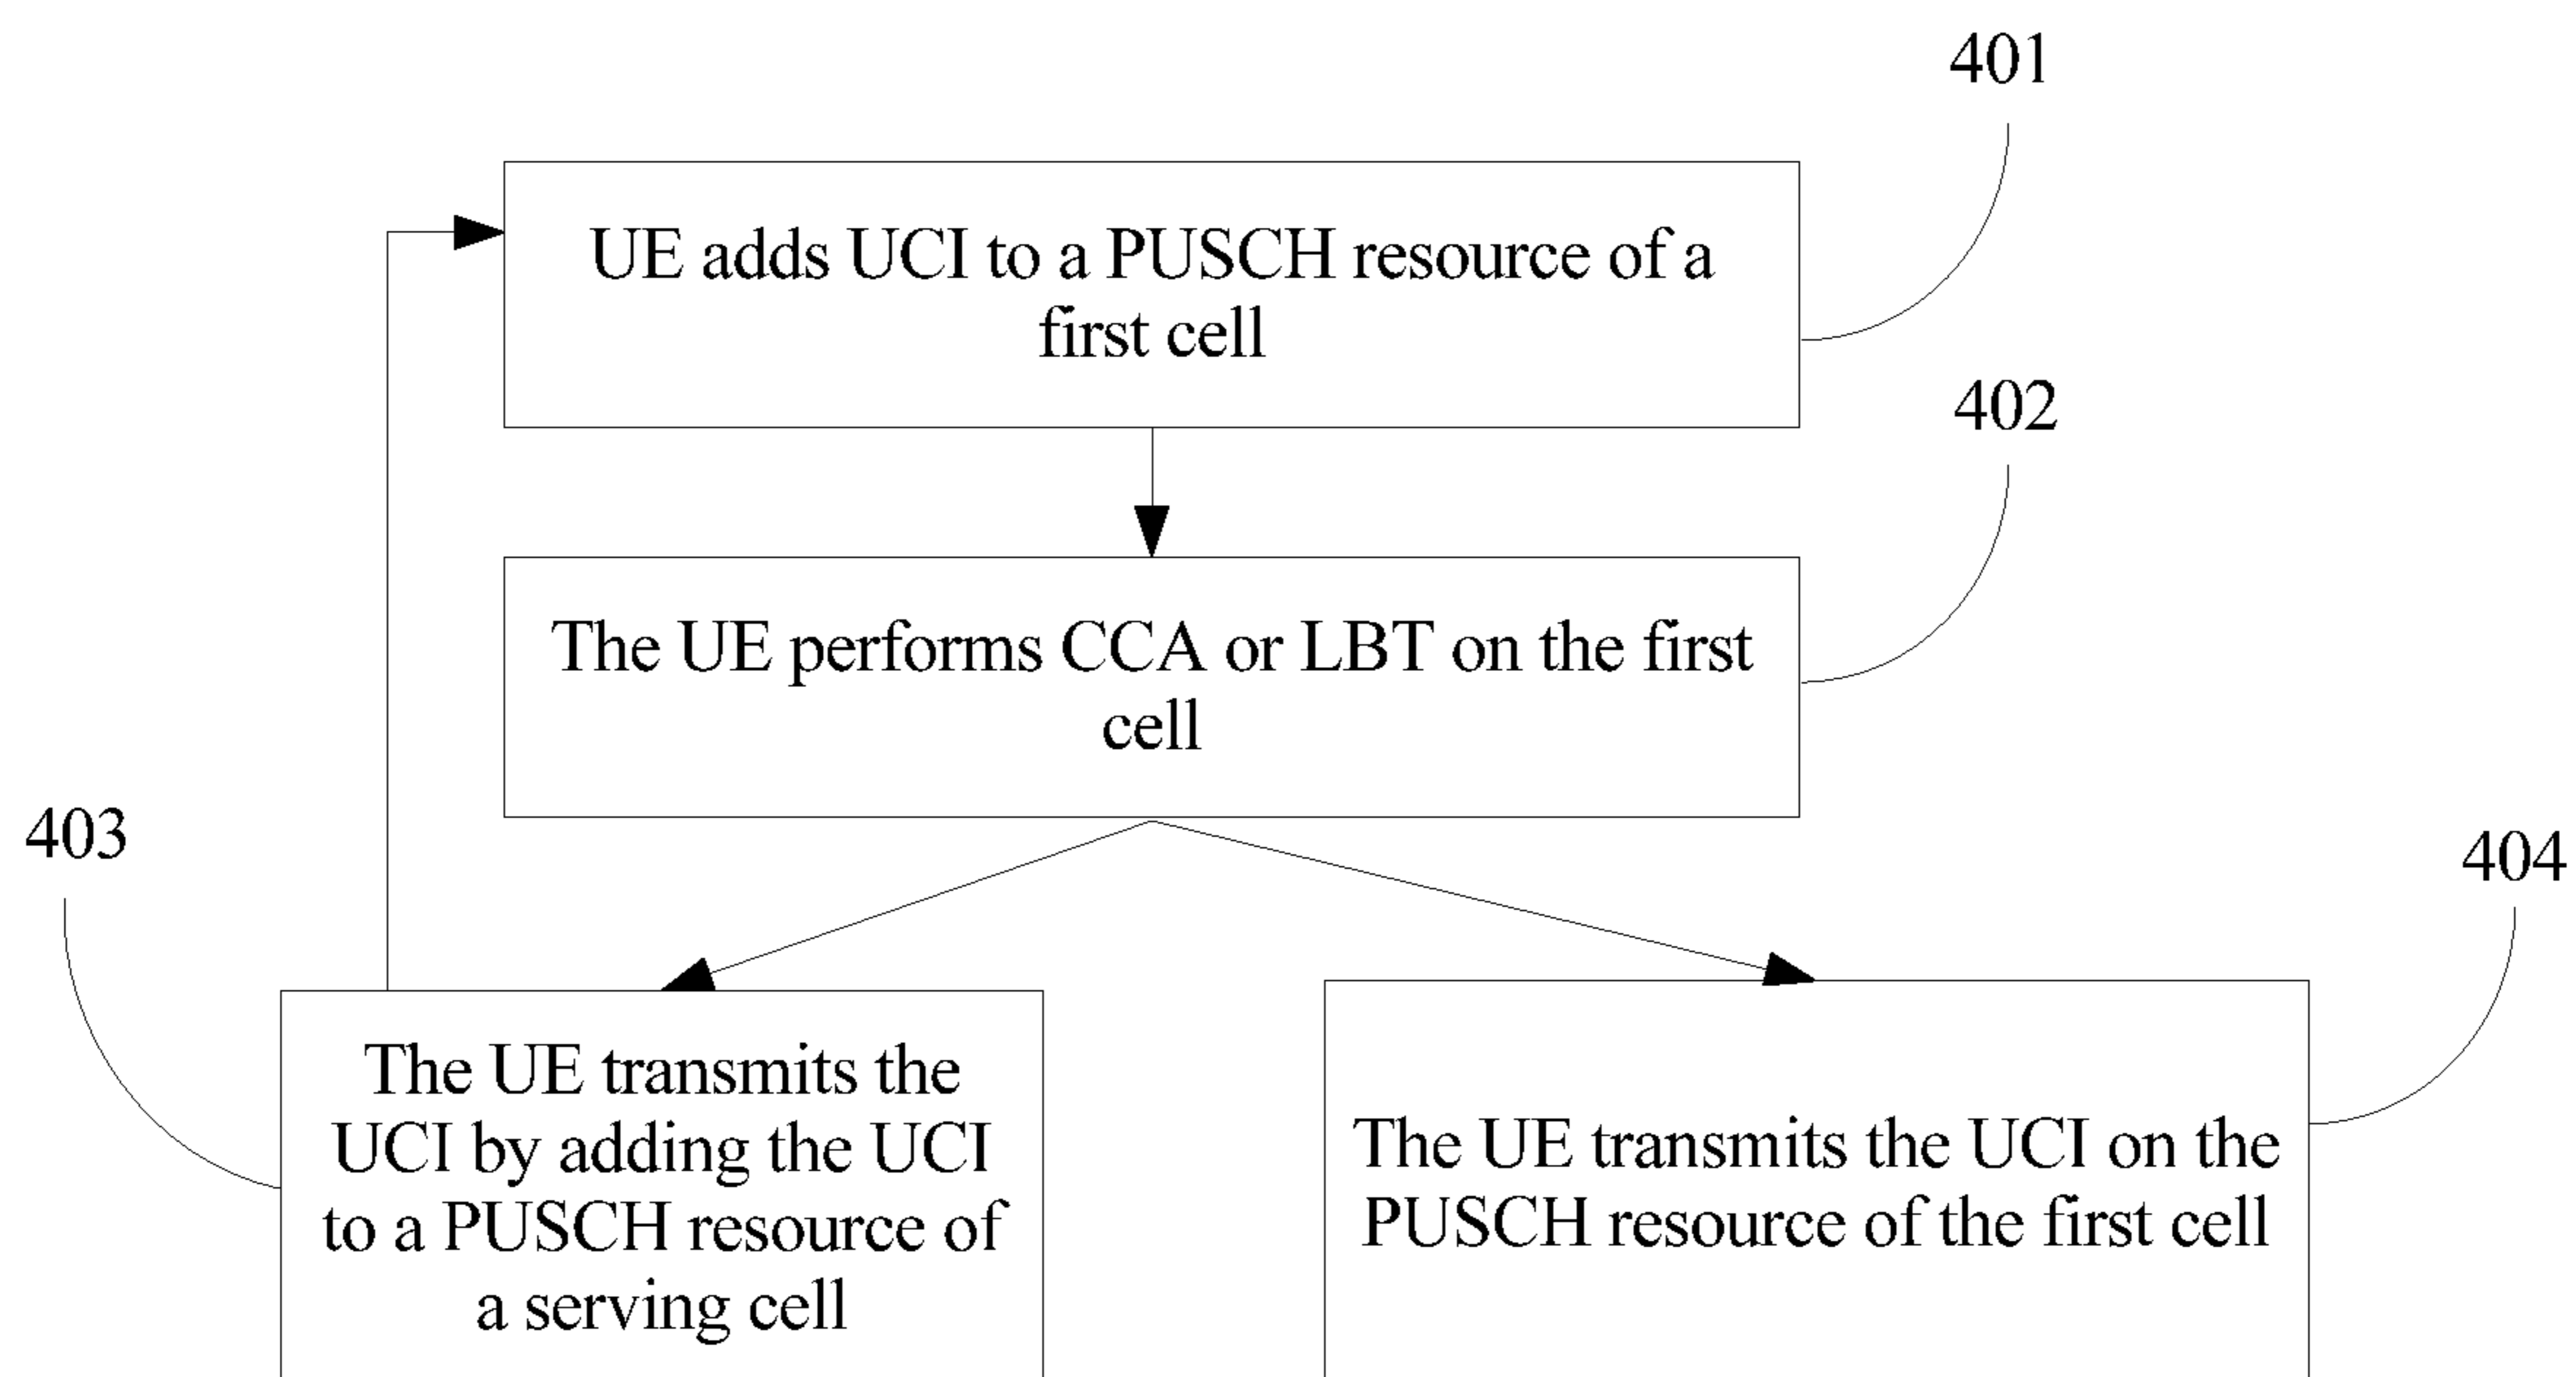 401
UE adds UCI to a PUSCH resource of a
first cell
402
The UE performs CCA or LBT on the first
cell
403
404
The UE transmits the
UCI by adding the UCI
to a PUSCH resource of
a serving cell
The UE transmits the UCI on the
PUSCH resource of the first cell